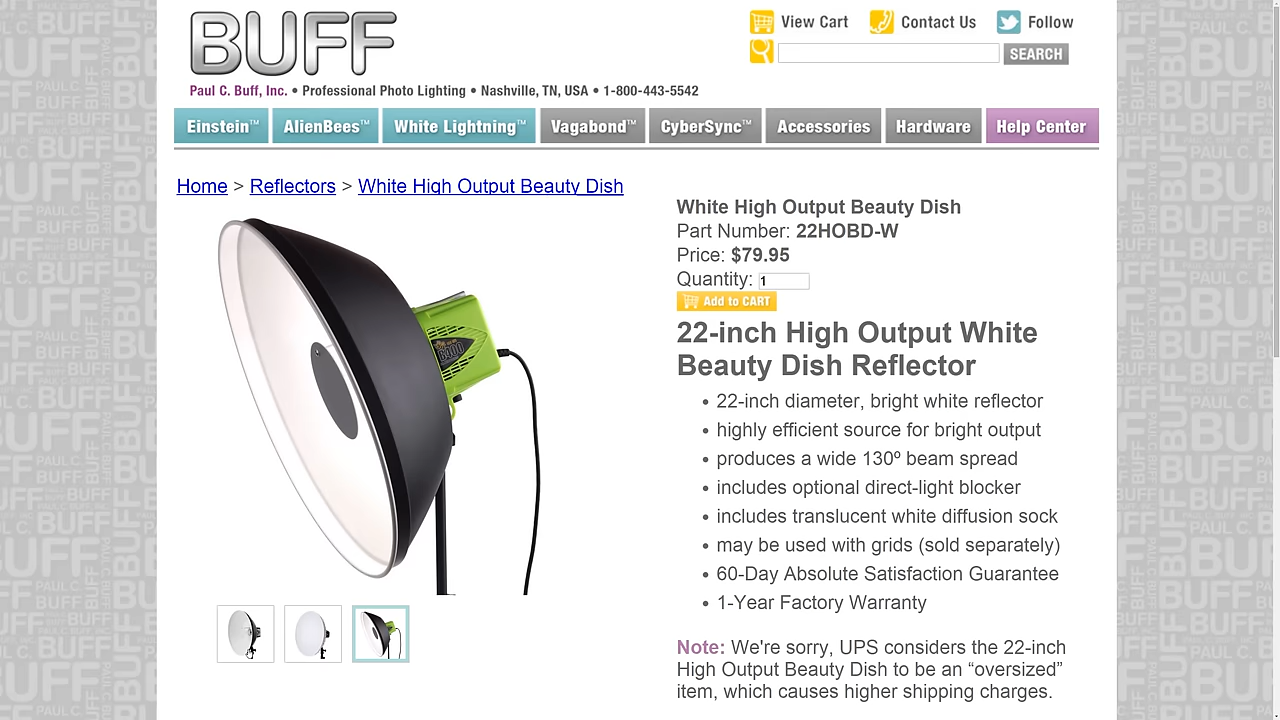 BUFF
View Cart
Contact Us
Follow
SEARCH
Paul C. Buff, Inc. • Professional Photo Lighting • Nashville, TN, USA • 1-800-443-5542
Einstein™ AlienBees™ White Lightning™ Vagabond™ CyberSync™ Accessories Hardware Help Center
Home > Reflectors > White High Output Beauty Dish
White High Output Beauty Dish
Part Number: 22HOBD-W
Price: $79.95
Quantity: 1
Add to CART
22-inch High Output White
Beauty Dish Reflector
• 22-inch diameter, bright white reflector
• highly efficient source for bright output
• produces a wide 130º beam spread
• includes optional direct-light blocker
• includes translucent white diffusion sock
• may be used with grids (sold separately)
• 60-Day Absolute Satisfaction Guarantee
• 1-Year Factory Warranty
Note: We're sorry, UPS considers the 22-inch
High Output Beauty Dish to be an “oversized”
item, which causes higher shipping charges.